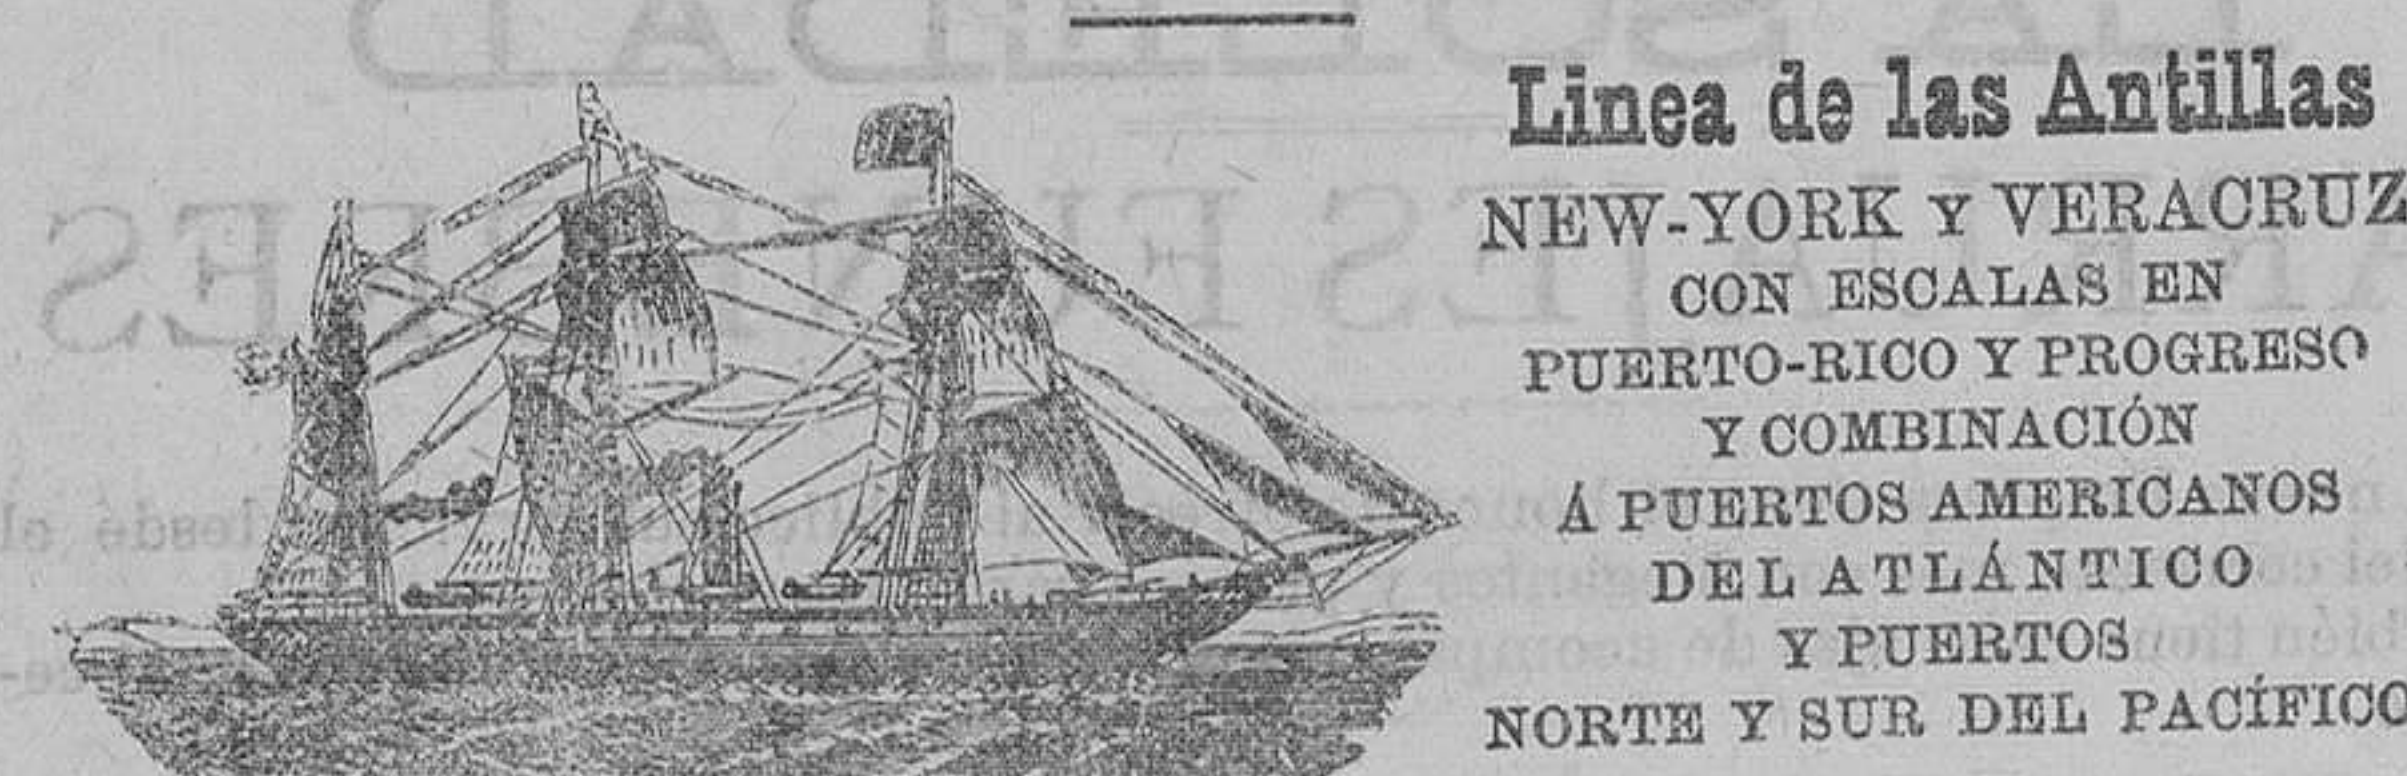 Linea de las Antillas
NEW-YORK Y VERACRUZ
CON ESCALAS EN
PUERTO-RICO Y PROGRESO
Y COMBINACIÓN
Á PUERTOS AMERICANOS
DEL ATLÁNTICO
Y PUERTOS
NORTE Y SUR DEL PACÍFICO